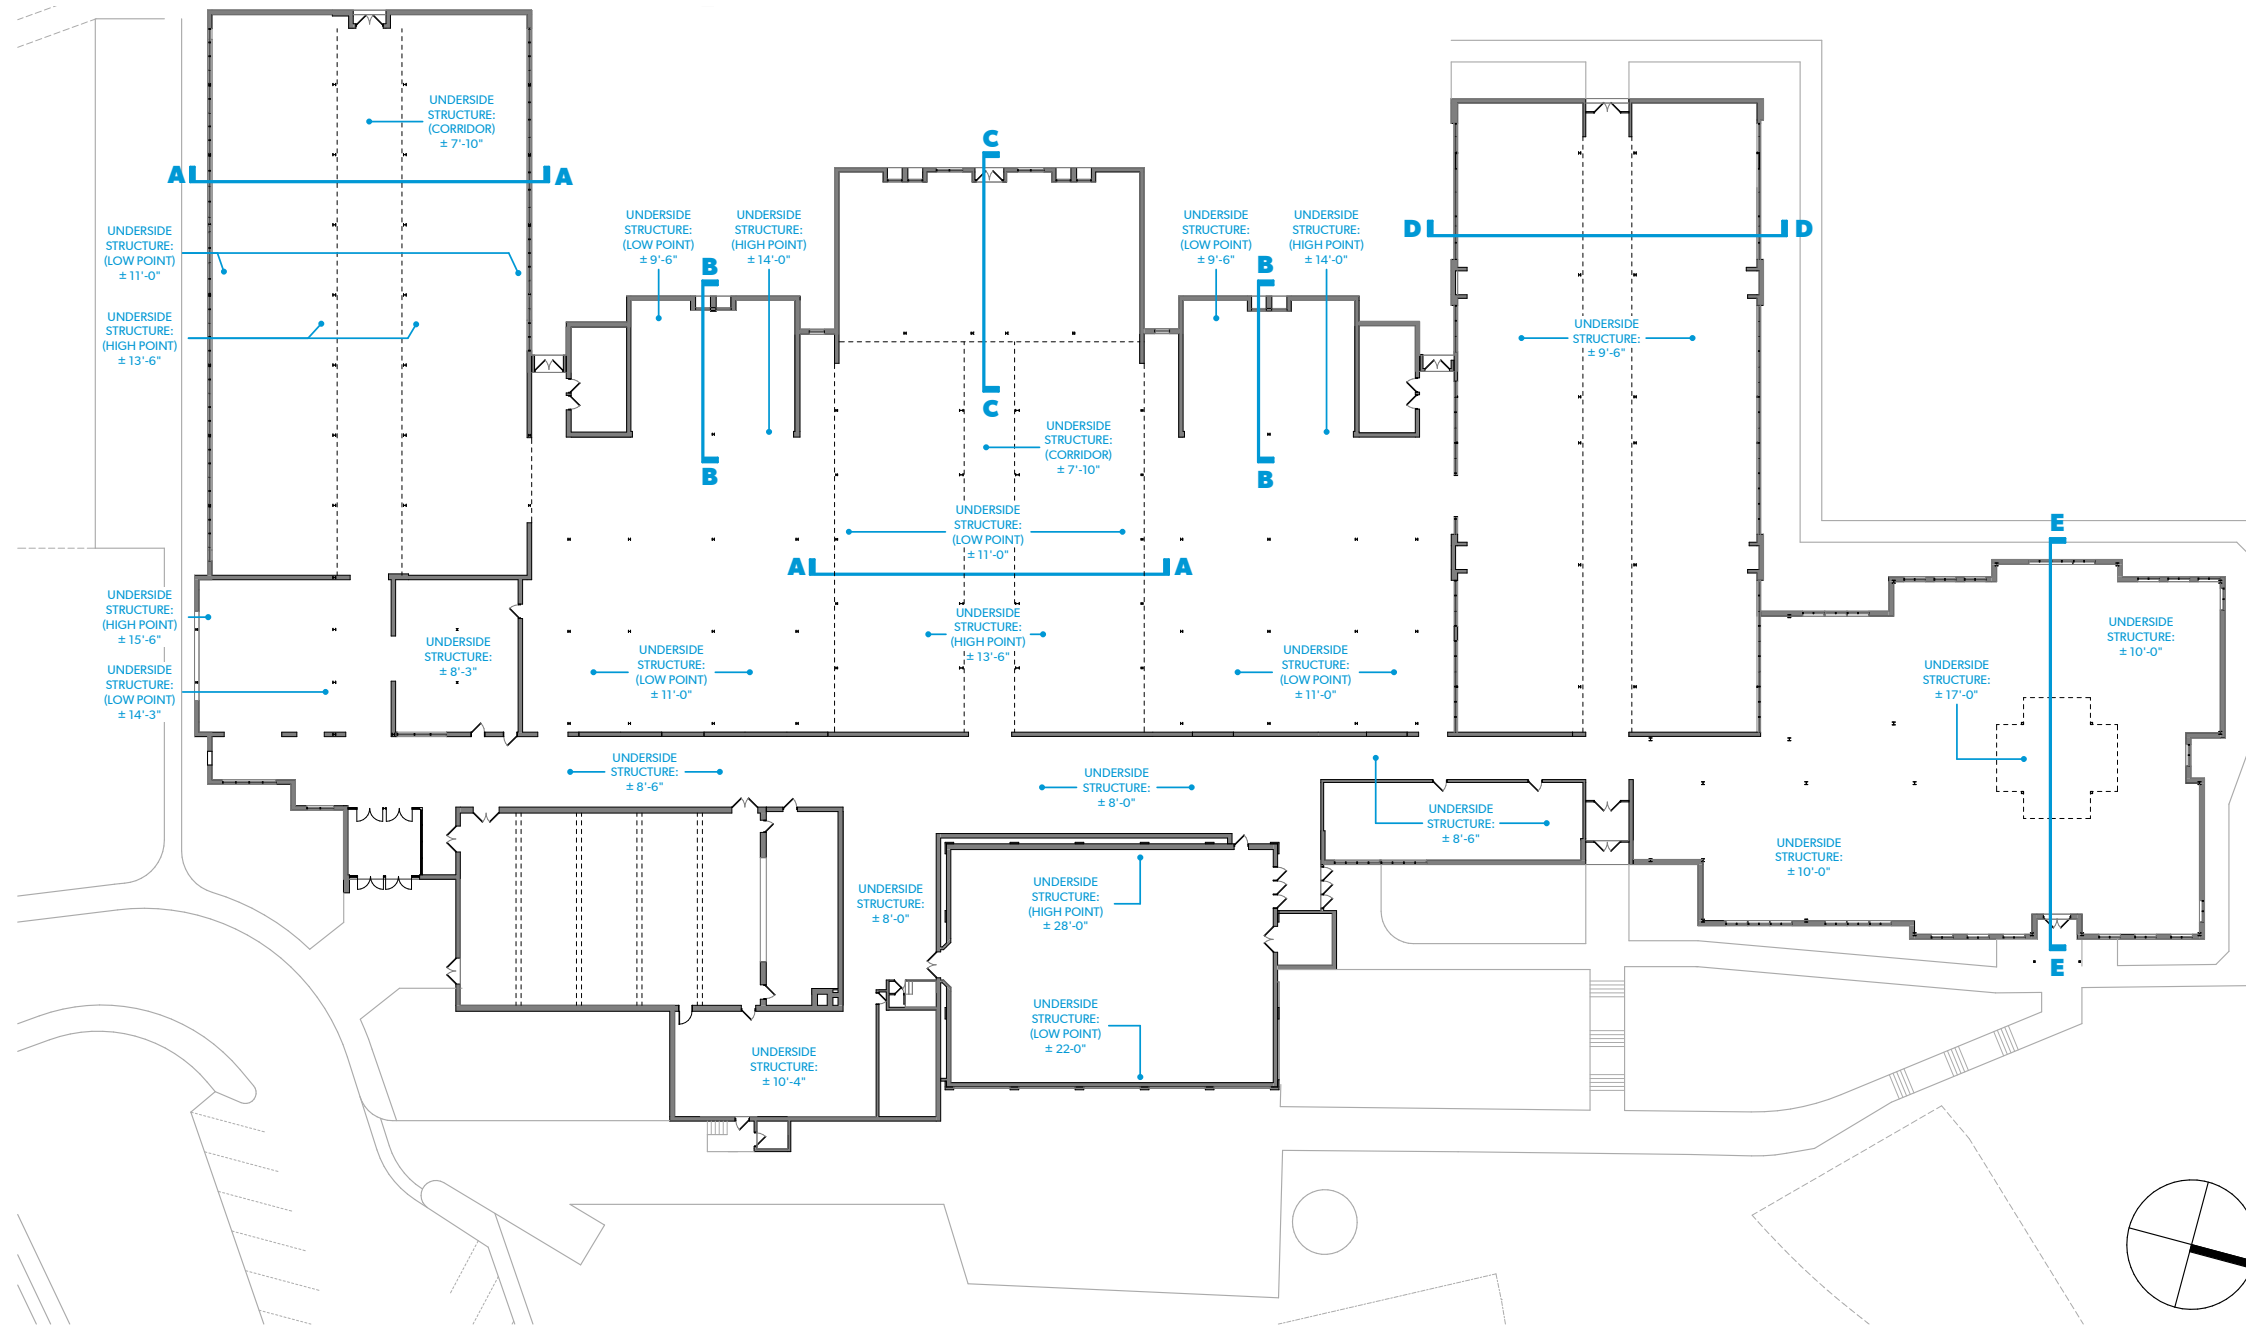 UNDERSIDE
STRUCTURE:
(CORRIDOR)
± 7'-10"
A
A
UNDERSIDE
STRUCTURE:
(LOW POINT)
± 11'-0"
UNDERSIDE
STRUCTURE:
(HIGH POINT)
± 13'-6"
UNDERSIDE
STRUCTURE:
(LOW POINT)
± 9'-6"
UNDERSIDE
STRUCTURE:
(HIGH POINT)
± 14'-0"
B
B
C
C
UNDERSIDE
STRUCTURE:
(CORRIDOR)
± 7'-10"
UNDERSIDE
STRUCTURE:
(LOW POINT)
± 9'-6"
UNDERSIDE
STRUCTURE:
(HIGH POINT)
± 14'-0"
B
B
D
D
UNDERSIDE
STRUCTURE:
± 9'-6"
UNDERSIDE
STRUCTURE:
(LOW POINT)
± 11'-0"
A
A
UNDERSIDE
STRUCTURE:
(HIGH POINT)
± 13'-6"
UNDERSIDE
STRUCTURE:
(HIGH POINT)
± 15'-6"
UNDERSIDE
STRUCTURE:
(LOW POINT)
± 14'-3"
UNDERSIDE
STRUCTURE:
± 8'-3"
UNDERSIDE
STRUCTURE:
(LOW POINT)
± 11'-0"
UNDERSIDE
STRUCTURE:
(LOW POINT)
± 11'-0"
E
UNDERSIDE
STRUCTURE:
± 10'-0"
UNDERSIDE
STRUCTURE:
± 17'-0"
UNDERSIDE
STRUCTURE:
± 8'-6"
UNDERSIDE
STRUCTURE:
± 8'-0"
UNDERSIDE
STRUCTURE:
± 8'-6"
UNDERSIDE
STRUCTURE:
± 10'-0"
E
UNDERSIDE
STRUCTURE:
± 8'-0"
UNDERSIDE
STRUCTURE:
(HIGH POINT)
± 28'-0"
UNDERSIDE
STRUCTURE:
(LOW POINT)
± 22-0"
UNDERSIDE
STRUCTURE:
± 10'-4"